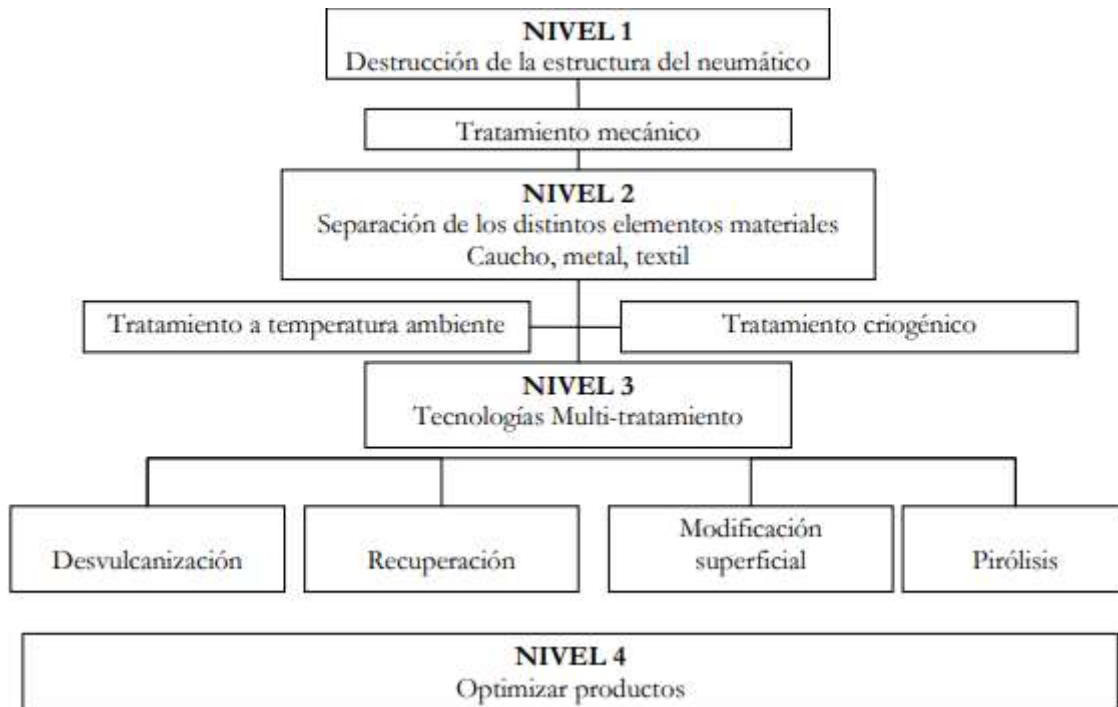 NIVEL 1
Destrucción de la estructura del neumático
Tratamiento mecánico
NIVEL 2
Separación de los distintos elementos materiales
Caucho, metal, textil
Tratamiento a temperatura ambiente
Tratamiento criogénico
NIVEL 3
Tecnologías Multi-tratamiento
Desvulcanización
Recuperación
Modificación
superficial
Pirólisis
NIVEL 4
Optimizar productos